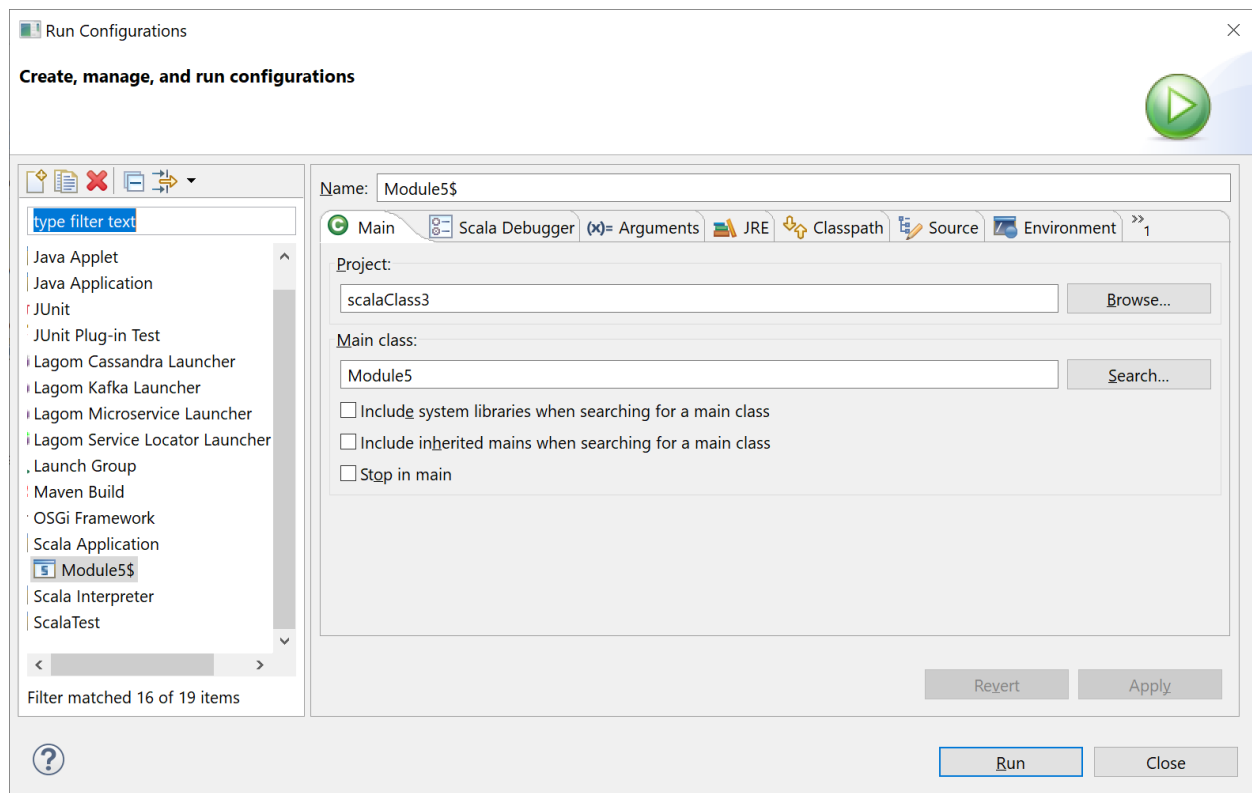 Run Configurations
Create, manage, and run configurations
type filter text
Java Applet
Java Application
JUnit
JUnit Plug-in Test
Lagom Cassandra Launcher
Lagom Kafka Launcher
Lagom Microservice Launcher
Lagom Service Locator Launcher
Launch Group
Maven Build
OSGi Framework
Scala Application
Module5$
Scala Interpreter
ScalaTest
Filter matched 16 of 19 items
Name: Module5$
Main Scala Debugger (x)= Arguments JRE Classpath Source Environment »1
Project:
scalaClass3 Browse...
Main class:
Module5 Search...
Include system libraries when searching for a main class
Include inherited mains when searching for a main class
Stop in main
Revert Apply
Run Close